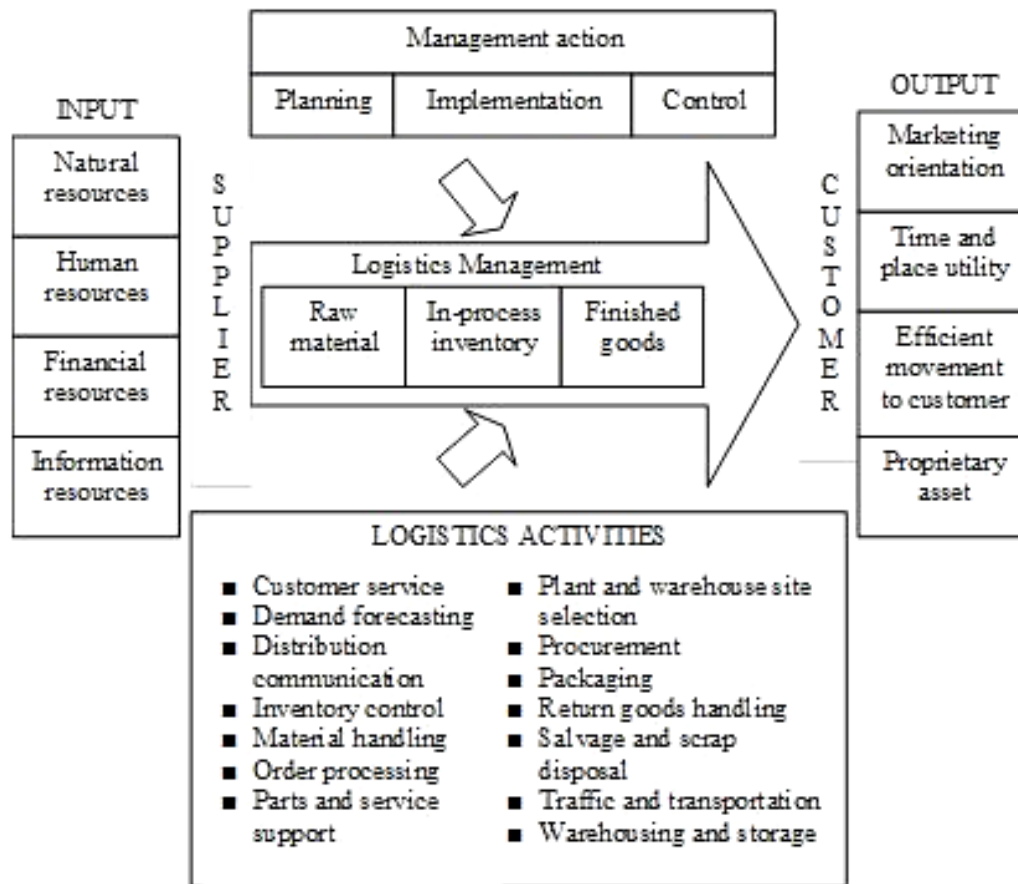 Management action
Planning
Implementation
Control
INPUT
Natural
resources
Human
resources
Financial
resources
Information
resources
SUPPLIER
Logistics Management
Raw
material
In-process
inventory
Finished
goods
CUSTOMER
OUTPUT
Marketing
orientation
Time and
place utility
Efficient
movement
to customer
Proprietary
asset
LOGISTICS ACTIVITIES
■ Customer service
■ Demand forecasting
■ Distribution
communication
■ Inventory control
■ Material handling
■ Order processing
■ Parts and service
support
■ Plant and warehouse site
selection
■ Procurement
■ Packaging
■ Return goods handling
■ Salvage and scrap
disposal
■ Traffic and transportation
■ Warehousing and storage